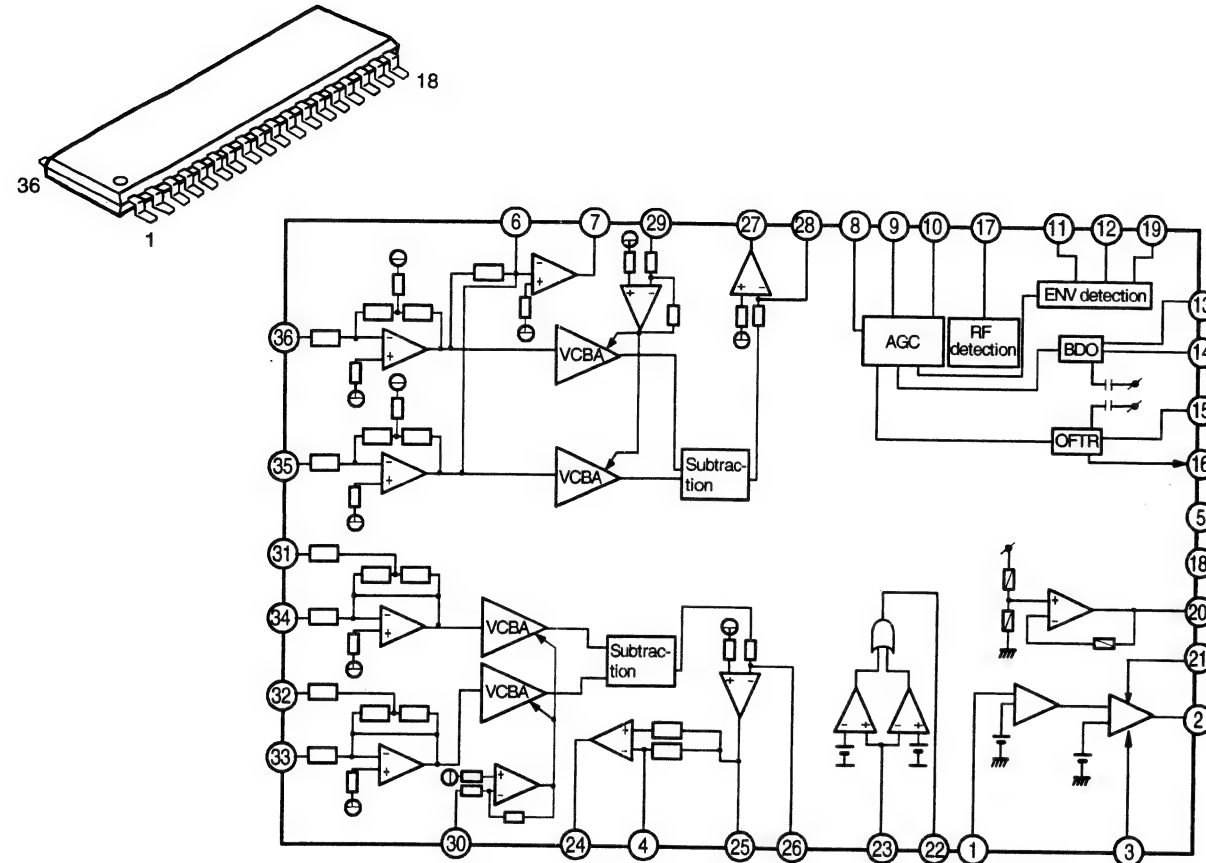 18
36
1
6
7
29
27
28
8
9
10
17
11
12
19
ENV detection
13
36
VCBA
AGC
RF
detection
BDO
14
15
OFTR
35
VCBA
Subtrac-
tion
16
5
31
18
34
VCBA
Subtrac-
tion
20
21
32
VCBA
2
33
30
24
4
25
26
23
22
1
3